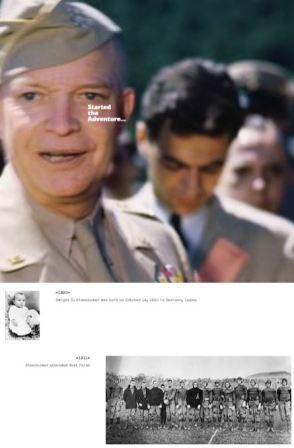 Started
the
Adventure...
<1890>
Dwight D. Eisenhower was born on October 14, 1890 in Denison, Texas.
<1911>
Eisenhower attended West Point